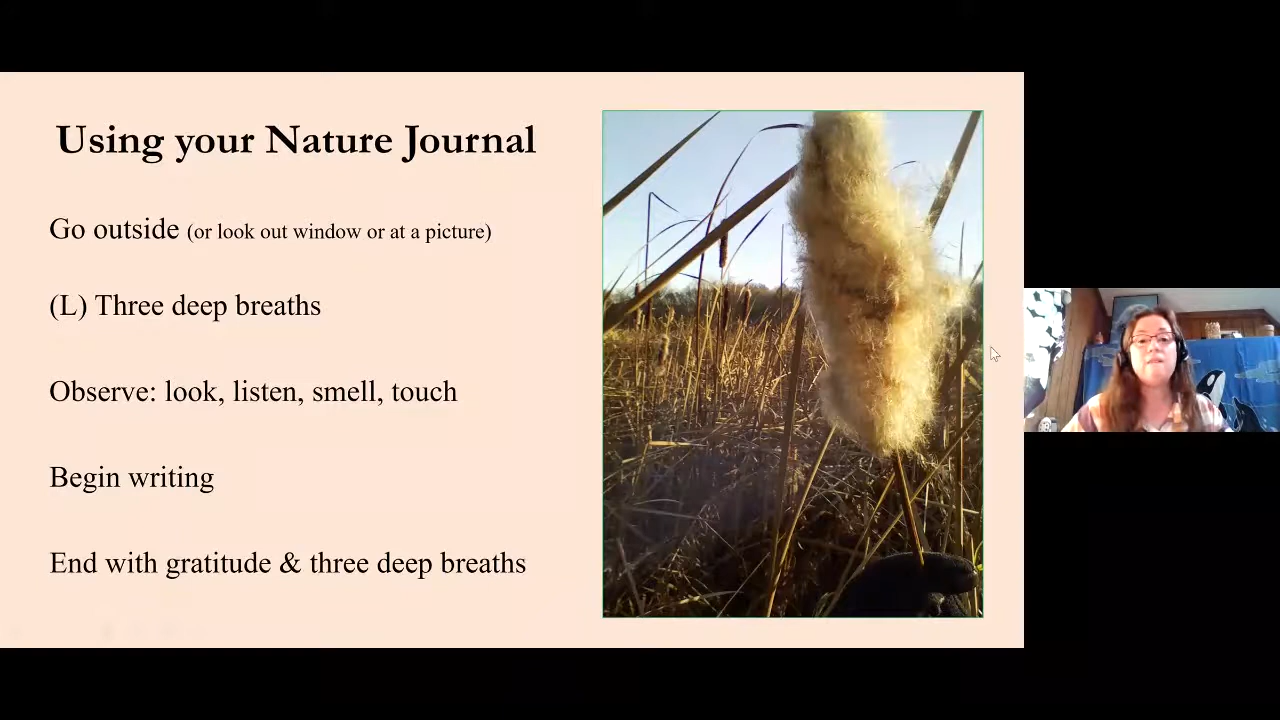 Using your Nature Journal
Go outside (or look out window or at a picture)
(L) Three deep breaths
Observe: look, listen, smell, touch
Begin writing
End with gratitude & three deep breaths